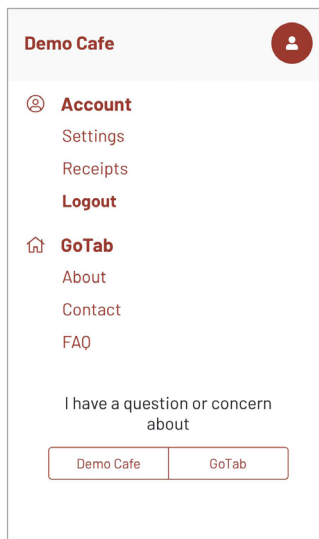 Demo Cafe
Account
Settings
Receipts
Logout
GoTab
About
Contact
FAQ
I have a question or concern
about
Demo Cafe
GoTab